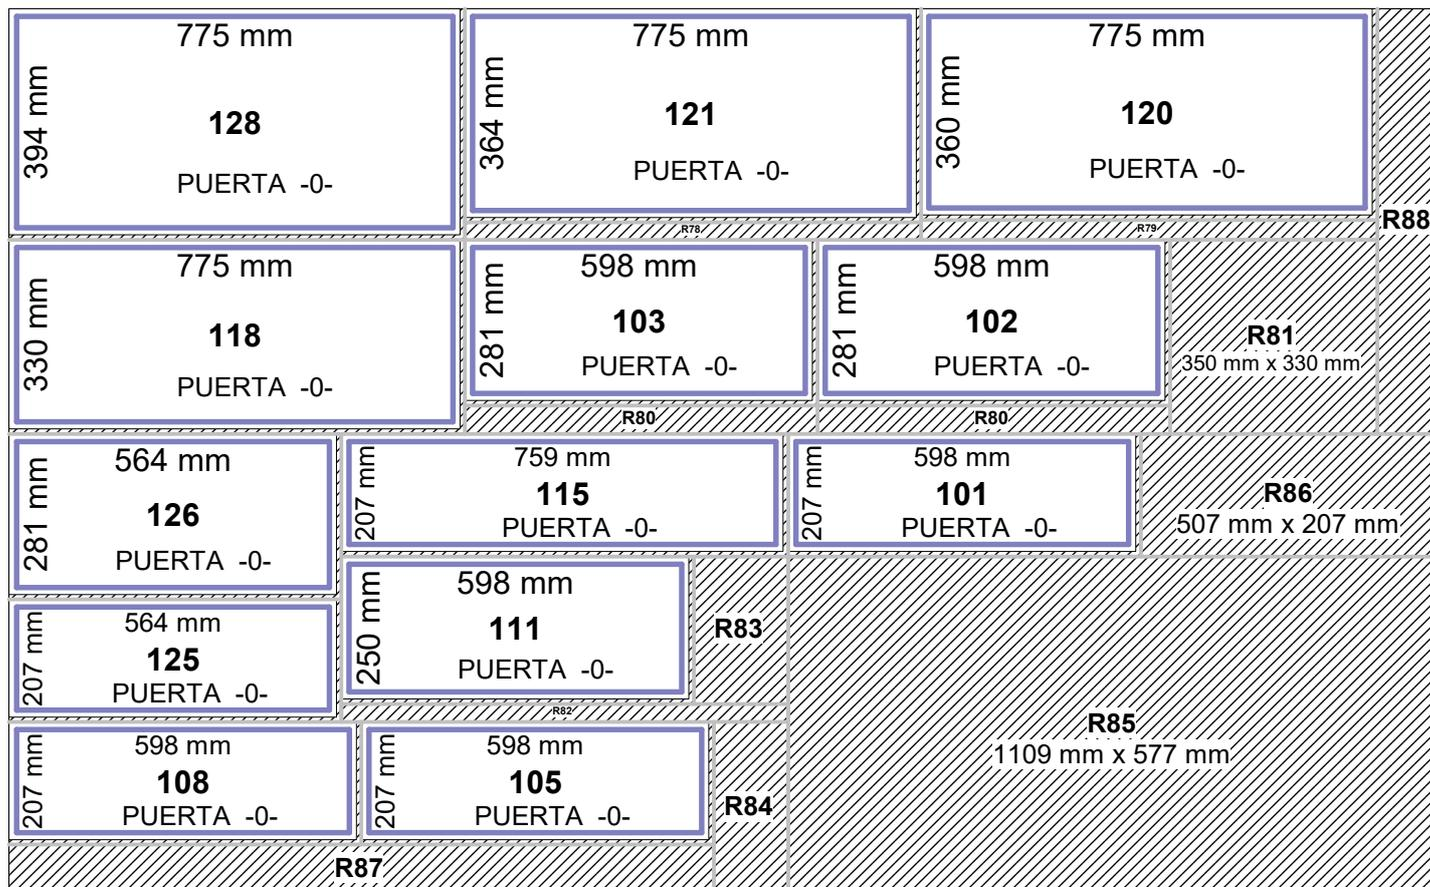 775 mm
394 mm
128
PUERTA -0-
775 mm
364 mm
121
PUERTA -0-
775 mm
360 mm
120
PUERTA -0-
R88
R78
R79
775 mm
330 mm
118
PUERTA -0-
598 mm
281 mm
103
PUERTA -0-
598 mm
281 mm
102
PUERTA -0-
R81
350 mm x 330 mm
R80
R80
564 mm
281 mm
126
PUERTA -0-
759 mm
207 mm
115
PUERTA -0-
598 mm
207 mm
101
PUERTA -0-
R86
507 mm x 207 mm
598 mm
250 mm
111
PUERTA -0-
R83
564 mm
207 mm
125
PUERTA -0-
R82
598 mm
207 mm
108
PUERTA -0-
598 mm
207 mm
105
PUERTA -0-
R84
R85
1109 mm x 577 mm
R87